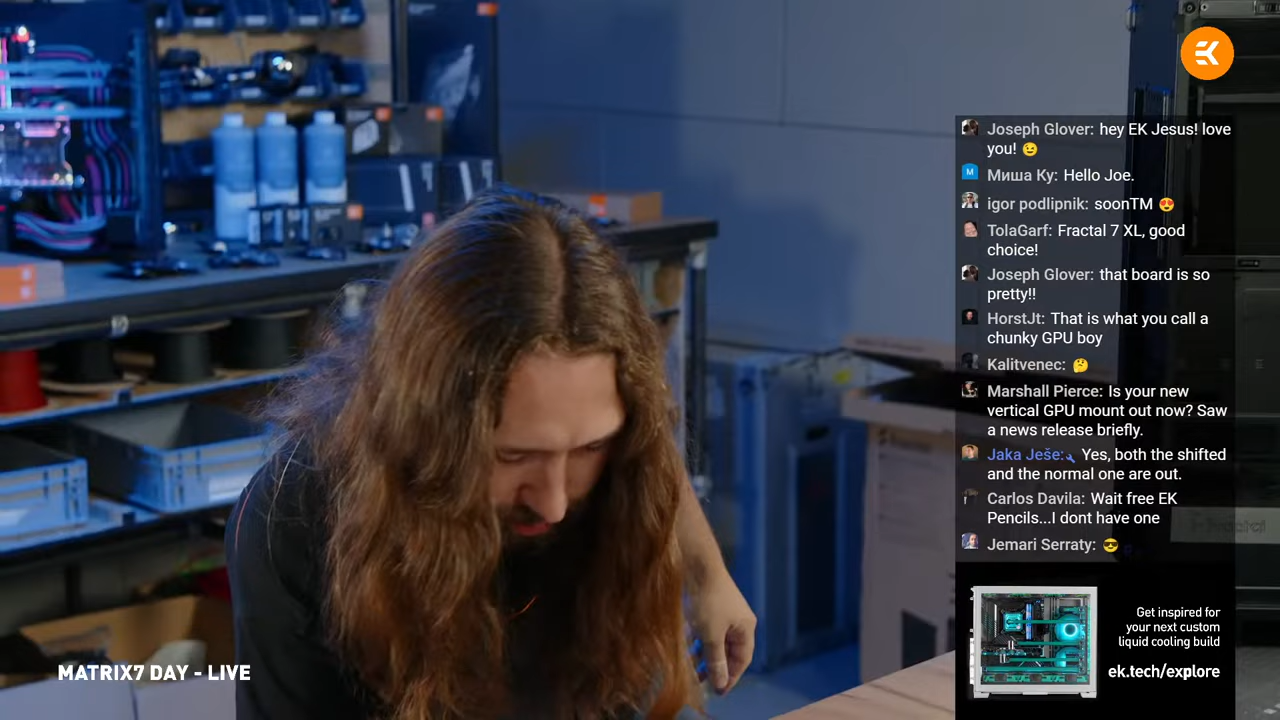 Joseph Glover: hey EK Jesus! love
you! 😉
Миша Ку: Hello Joe.
igor podlipnik: soonTM 😍
TolaGarf: Fractal 7 XL, good
choice!
Joseph Glover: that board is so
pretty!!
HorstJt: That is what you call a
chunky GPU boy
Kalitvenec: 🤔
Marshall Pierce: Is your new
vertical GPU mount out now? Saw
a news release briefly.
Jaka Ješe: Yes, both the shifted
and the normal one are out.
Carlos Davila: Wait free EK
Pencils...I dont have one
Jemari Serraty: 😎
Get inspired for
your next custom
liquid cooling build
ek.tech/explore
MATRIX7 DAY - LIVE